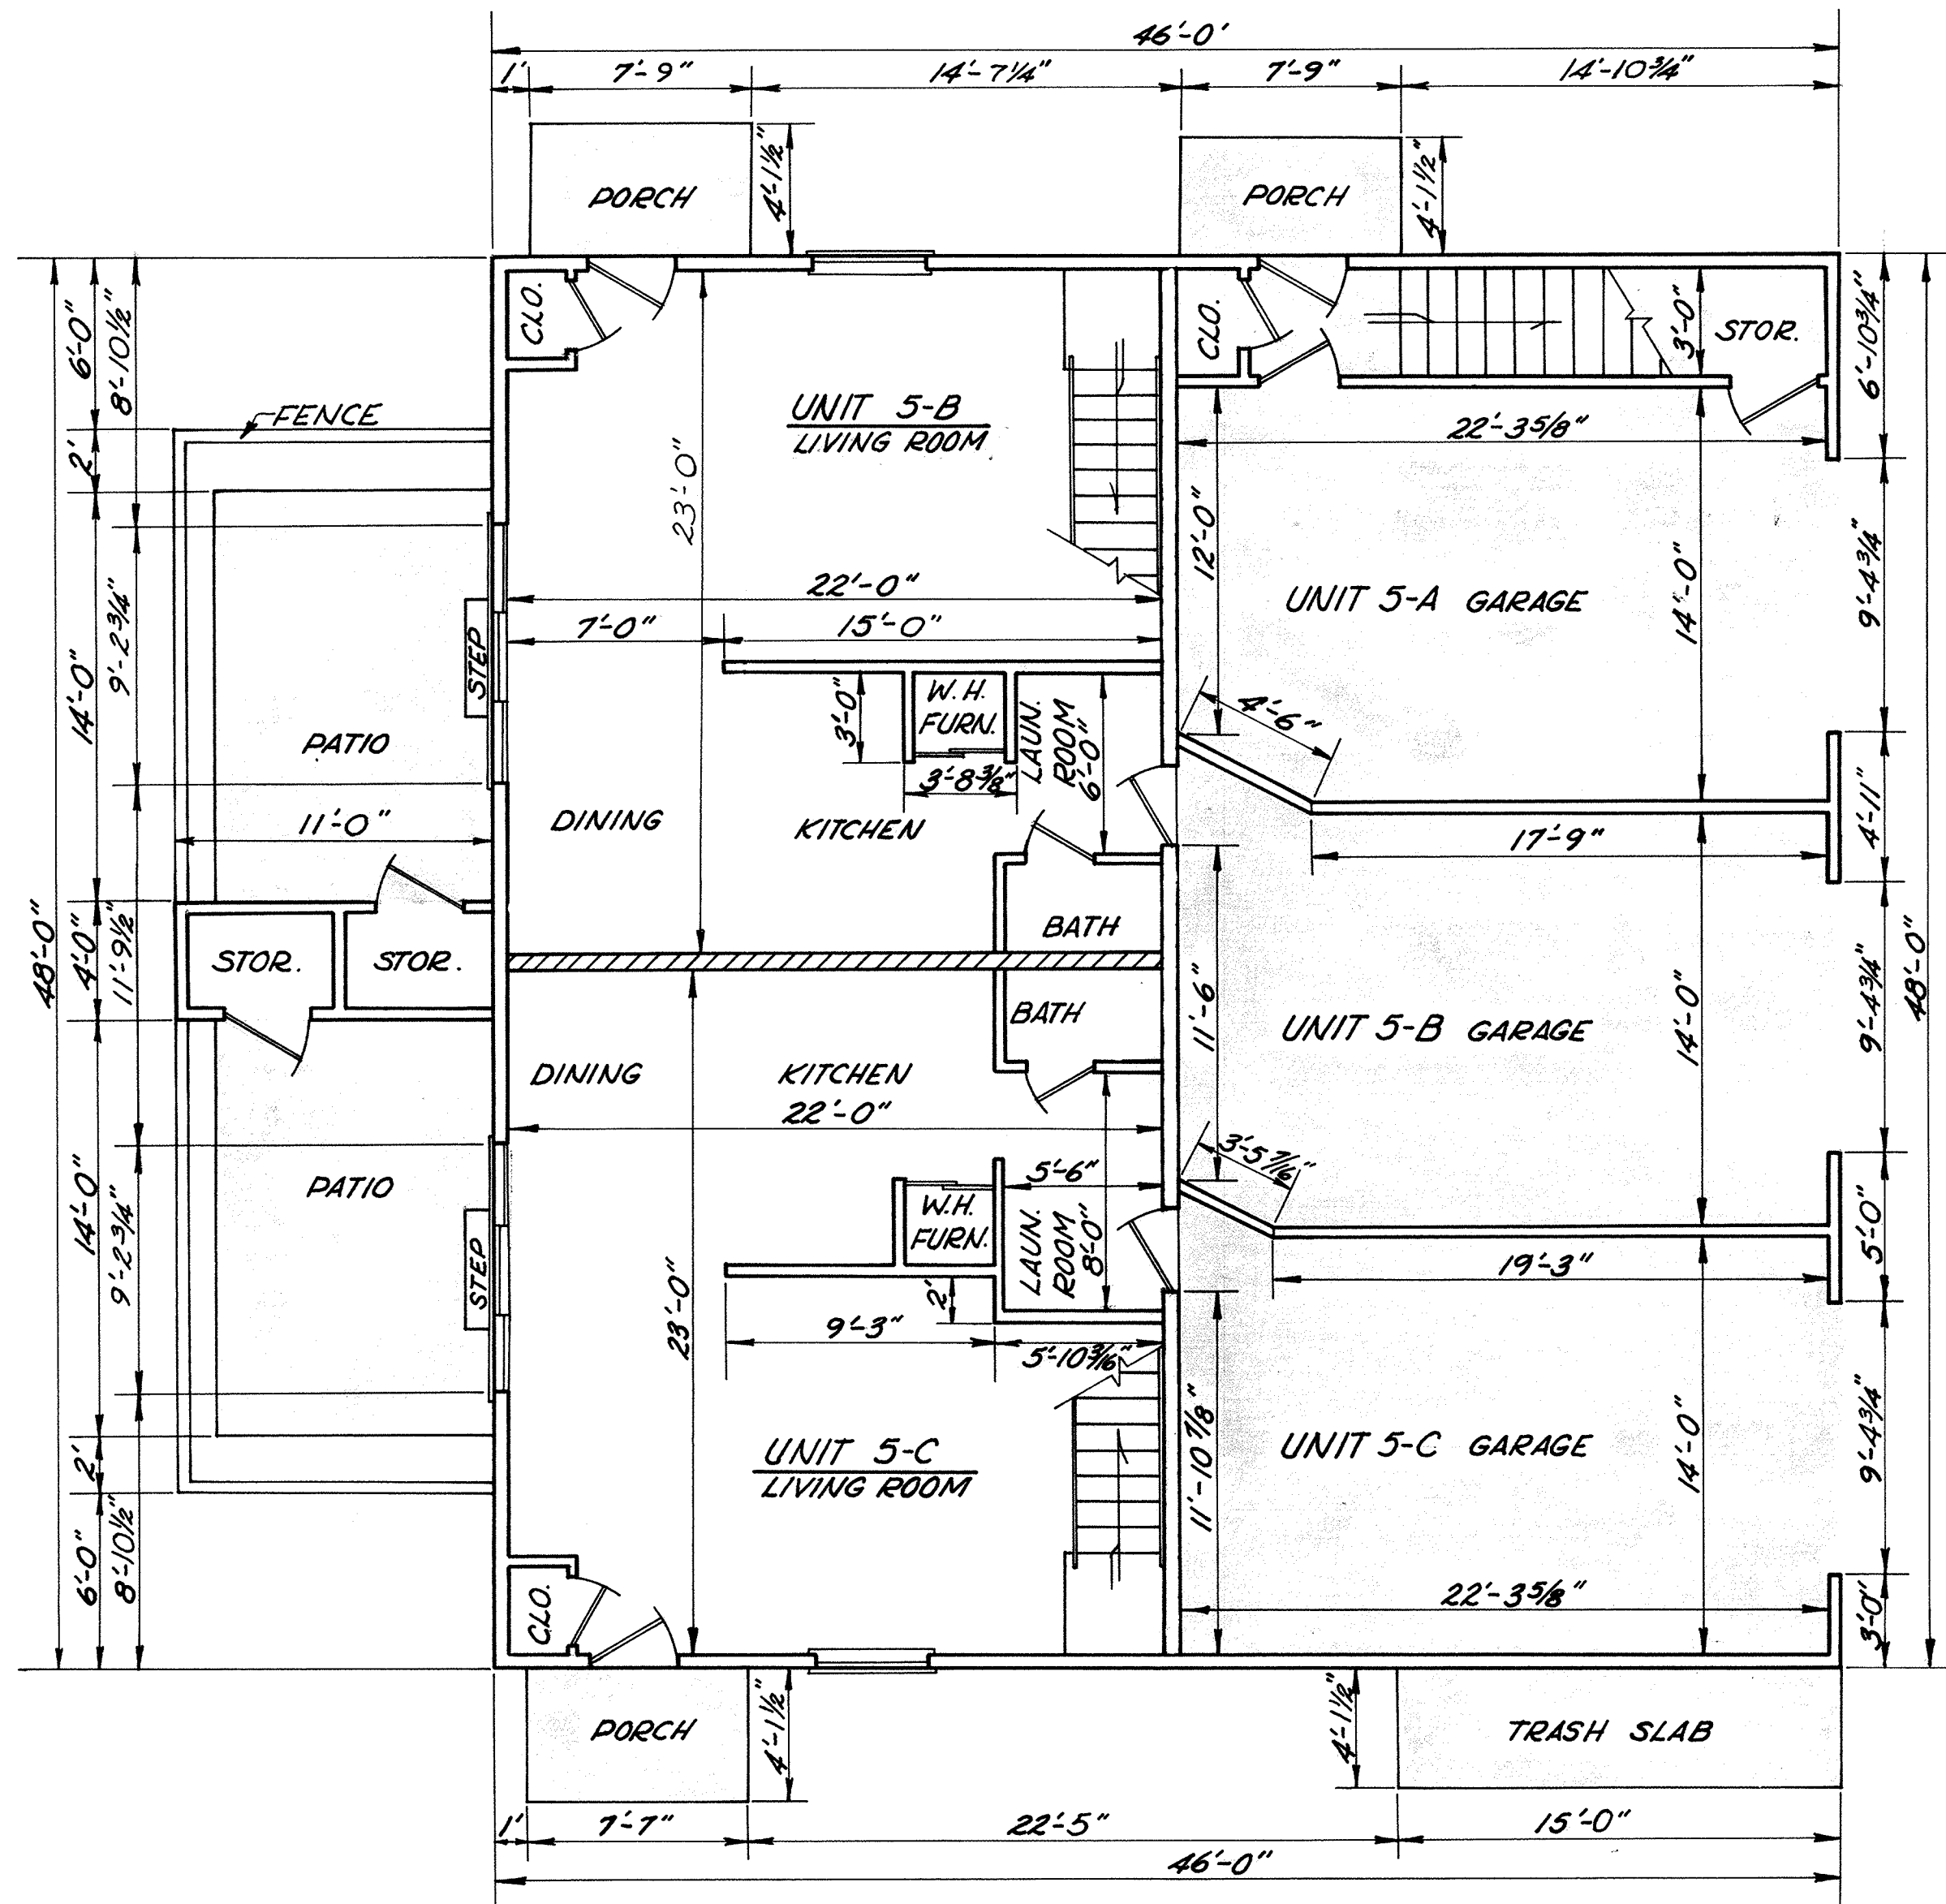 46'-0'
1' 7'-9" 14'-7 1/4" 7'-9" 14'-10 3/4"
PORCH 4'-1 1/2" PORCH 4'-1 1/2"
6'-0" 8'-10 1/2" CLO. CLO. 3'-0" STOR. 6'-10 3/4"
FENCE
UNIT 5-B
LIVING ROOM
22'-3 5/8"
2'
23'-0"
12'-0"
14'-0"
9'-4 3/4"
22'-0"
UNIT 5-A GARAGE
7'-0" 15'-0"
14'-0" 9'-2 3/4"
STEP
PATIO
3'-0"
W.H.
FURN.
LAUN.
ROOM
6'-0"
4'-6"
3'-8 3/8"
11'-0"
DINING KITCHEN
17'-9"
4'-11"
48'-0" 4'-0" 11'-9 1/2"
STOR. STOR.
BATH
BATH
11'-6"
UNIT 5-B GARAGE
14'-0"
9'-4 3/4"
48'-0"
DINING KITCHEN
22'-0"
14'-0" 9'-2 3/4"
PATIO
STEP
W.H.
FURN.
5'-6"
LAUN.
ROOM
8'-0"
3'-5 7/16"
19'-3"
5'-0"
23'-0"
2'
9'-3" 5'-10 3/16"
UNIT 5-C
LIVING ROOM
11'-10 7/8"
UNIT 5-C GARAGE
14'-0"
9'-4 3/4"
2'
6'-0" 8'-10 1/2"
CLO.
22'-3 5/8"
3'-0"
PORCH 4'-1 1/2" 4'-1 1/2" TRASH SLAB
1' 7'-7" 22'-5" 15'-0"
46'-0"